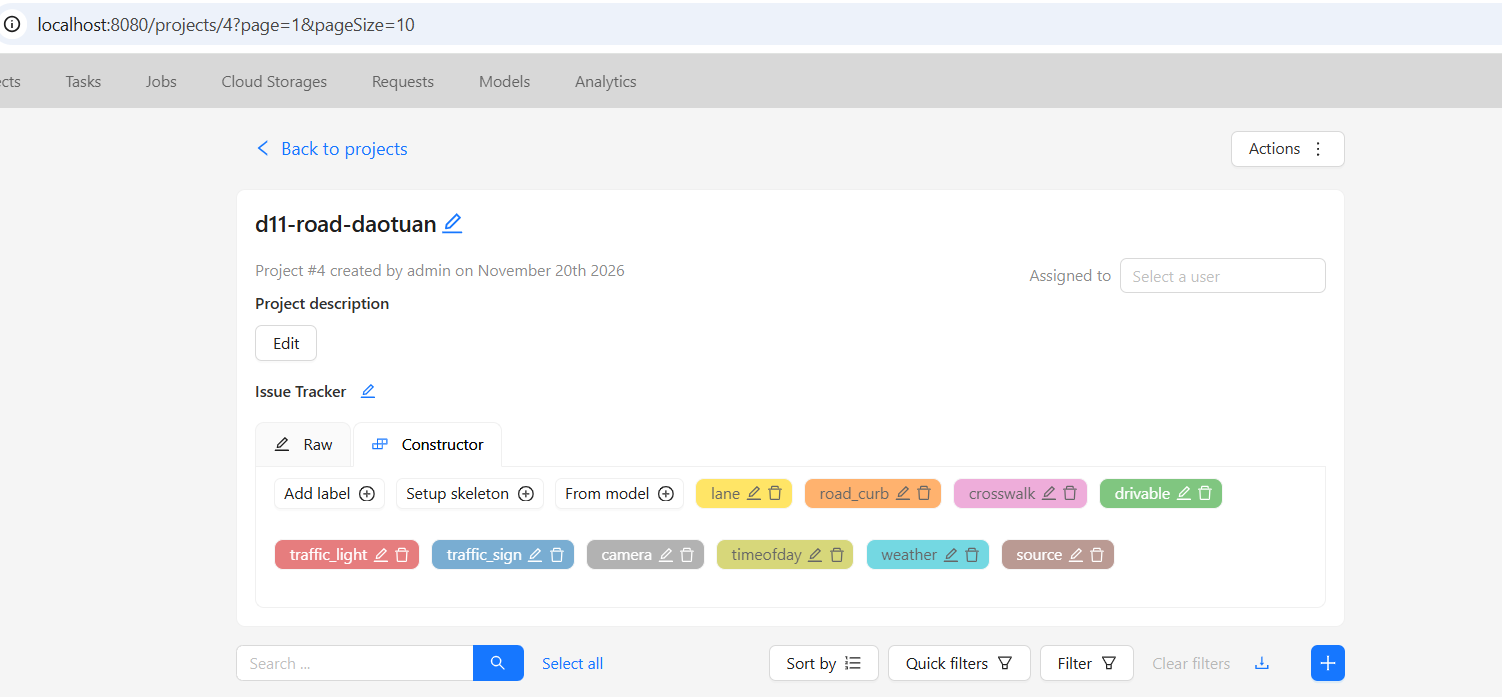 localhost:8080/projects/4?page=1&pageSize=10
cts Tasks Jobs Cloud Storages Requests Models Analytics
Back to projects Actions
d11-road-daotuan
Project #4 created by admin on November 20th 2026
Assigned to Select a user
Project description
Edit
Issue Tracker
Raw Constructor
Add label Setup skeleton From model lane road_curb crosswalk drivable
traffic_light traffic_sign camera timeofday weather source
Search ... Select all Sort by Quick filters Filter Clear filters